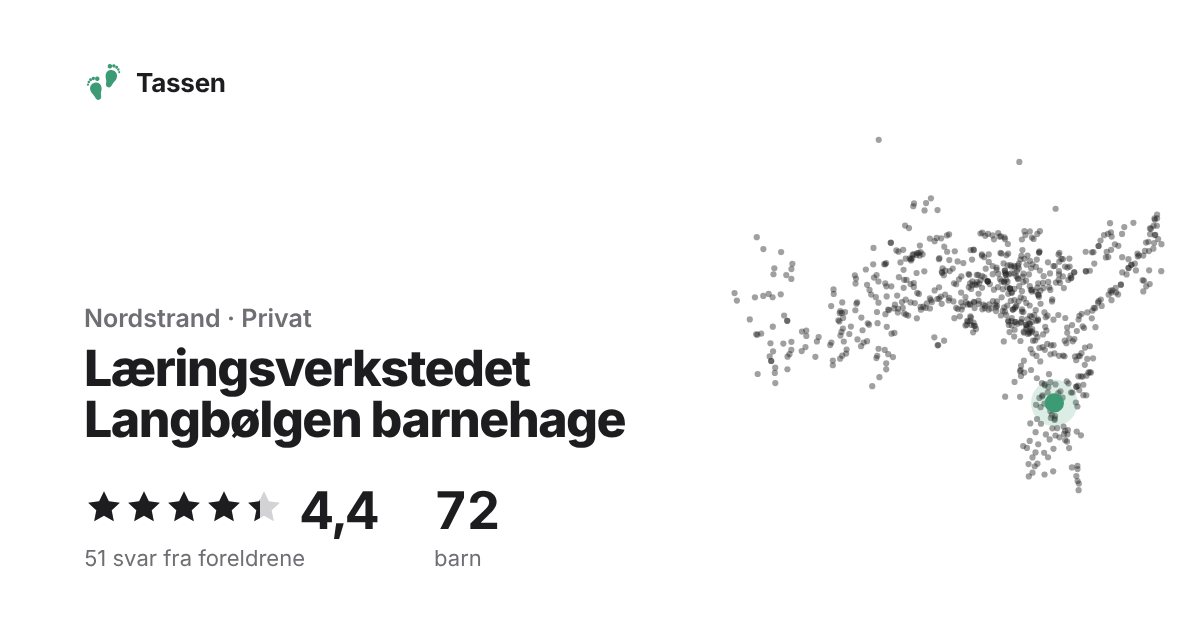 Tassen
Nordstrand · Privat
Læringsverkstedet
Langbølgen barnehage
4,4
72
51 svar fra foreldrene
barn